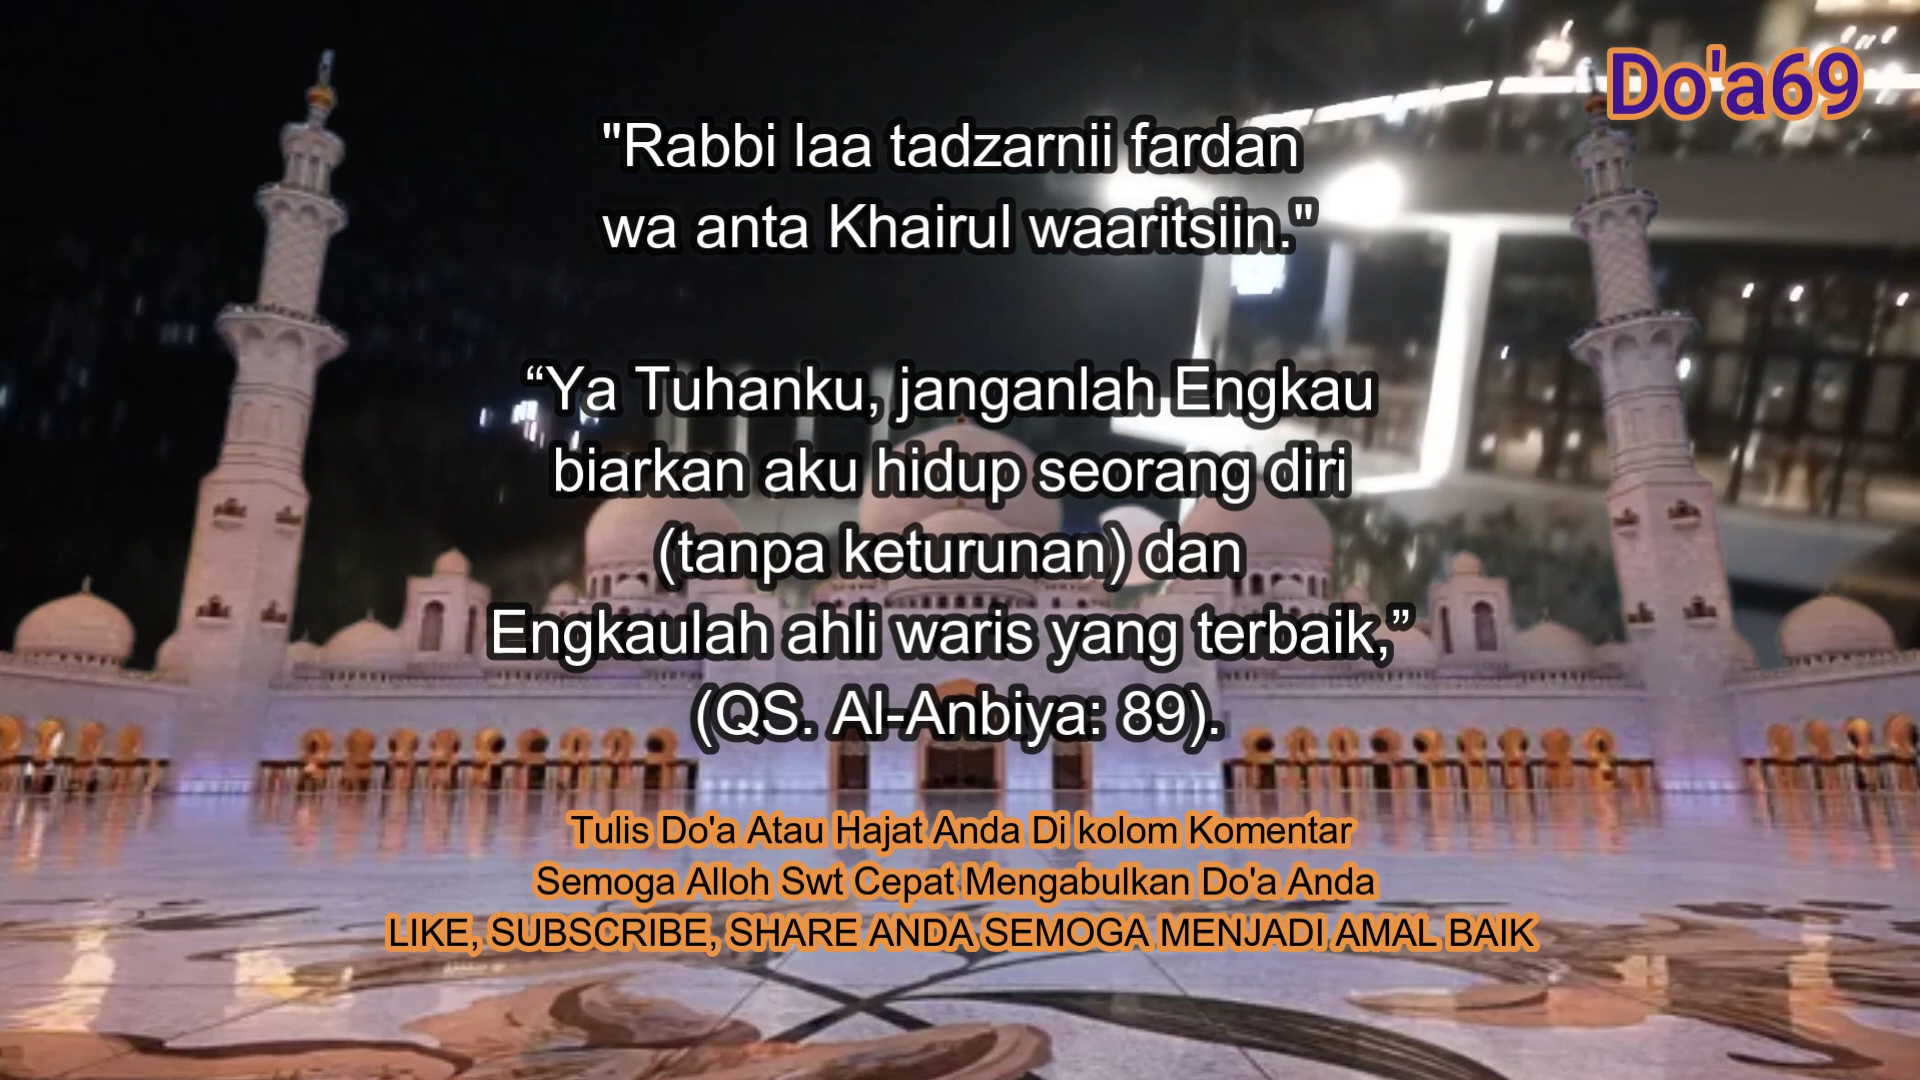 Do'a69
"Rabbi laa tadzarnii fardan
wa anta Khairul waaritsiin."
“Ya Tuhanku, janganlah Engkau
biarkan aku hidup seorang diri
(tanpa keturunan) dan
Engkaulah ahli waris yang terbaik,”
(QS. Al-Anbiya: 89).
Tulis Do'a Atau Hajat Anda Di kolom Komentar
Semoga Alloh Swt Cepat Mengabulkan Do'a Anda
LIKE, SUBSCRIBE, SHARE ANDA SEMOGA MENJADI AMAL BAIK